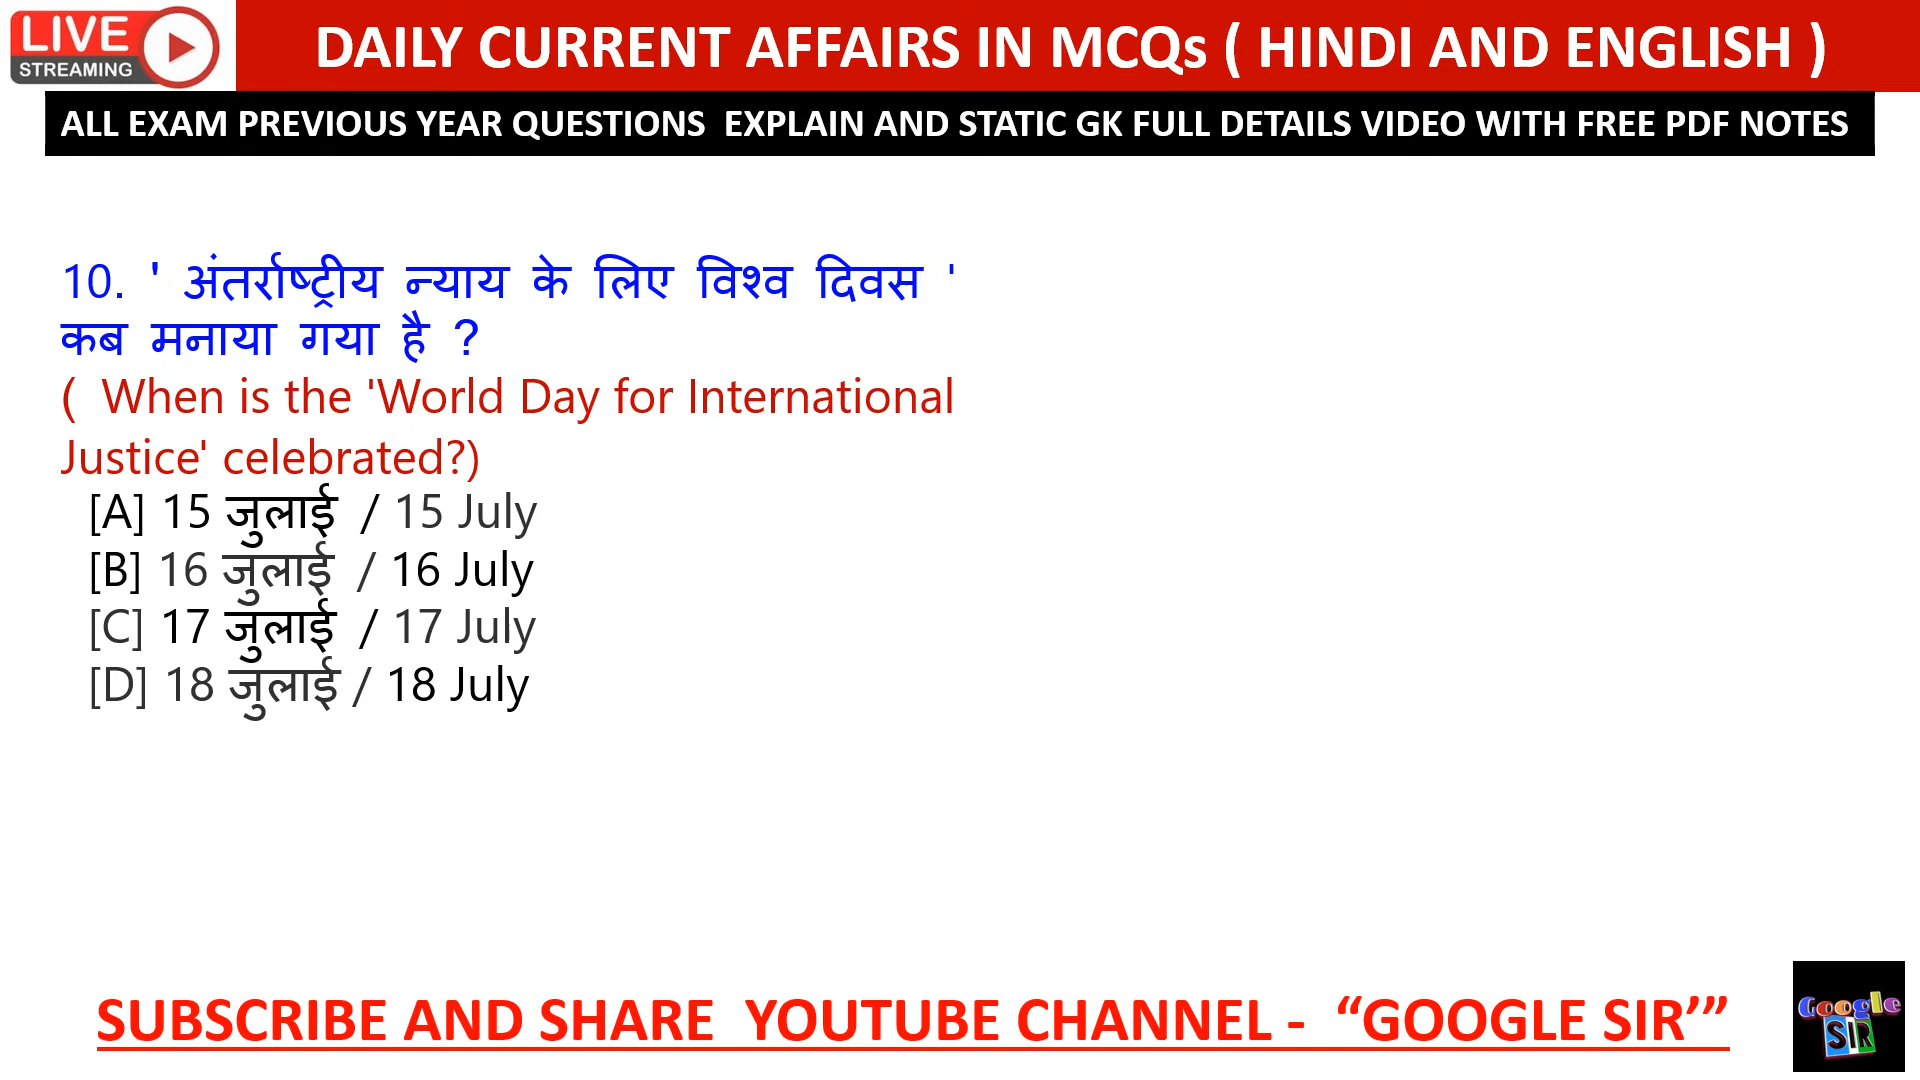 LIVE
STREAMING
DAILY CURRENT AFFAIRS IN MCQs ( HINDI AND ENGLISH )
ALL EXAM PREVIOUS YEAR QUESTIONS EXPLAIN AND STATIC GK FULL DETAILS VIDEO WITH FREE PDF NOTES
10. ' अंतर्राष्ट्रीय न्याय के लिए विश्व दिवस '
कब मनाया गया है ?
( When is the 'World Day for International
Justice' celebrated?)
[A] 15 जुलाई / 15 July
[B] 16 जुलाई / 16 July
[C] 17 जुलाई / 17 July
[D] 18 जुलाई / 18 July
SUBSCRIBE AND SHARE YOUTUBE CHANNEL - “GOOGLE SIR’”
Google
SIR